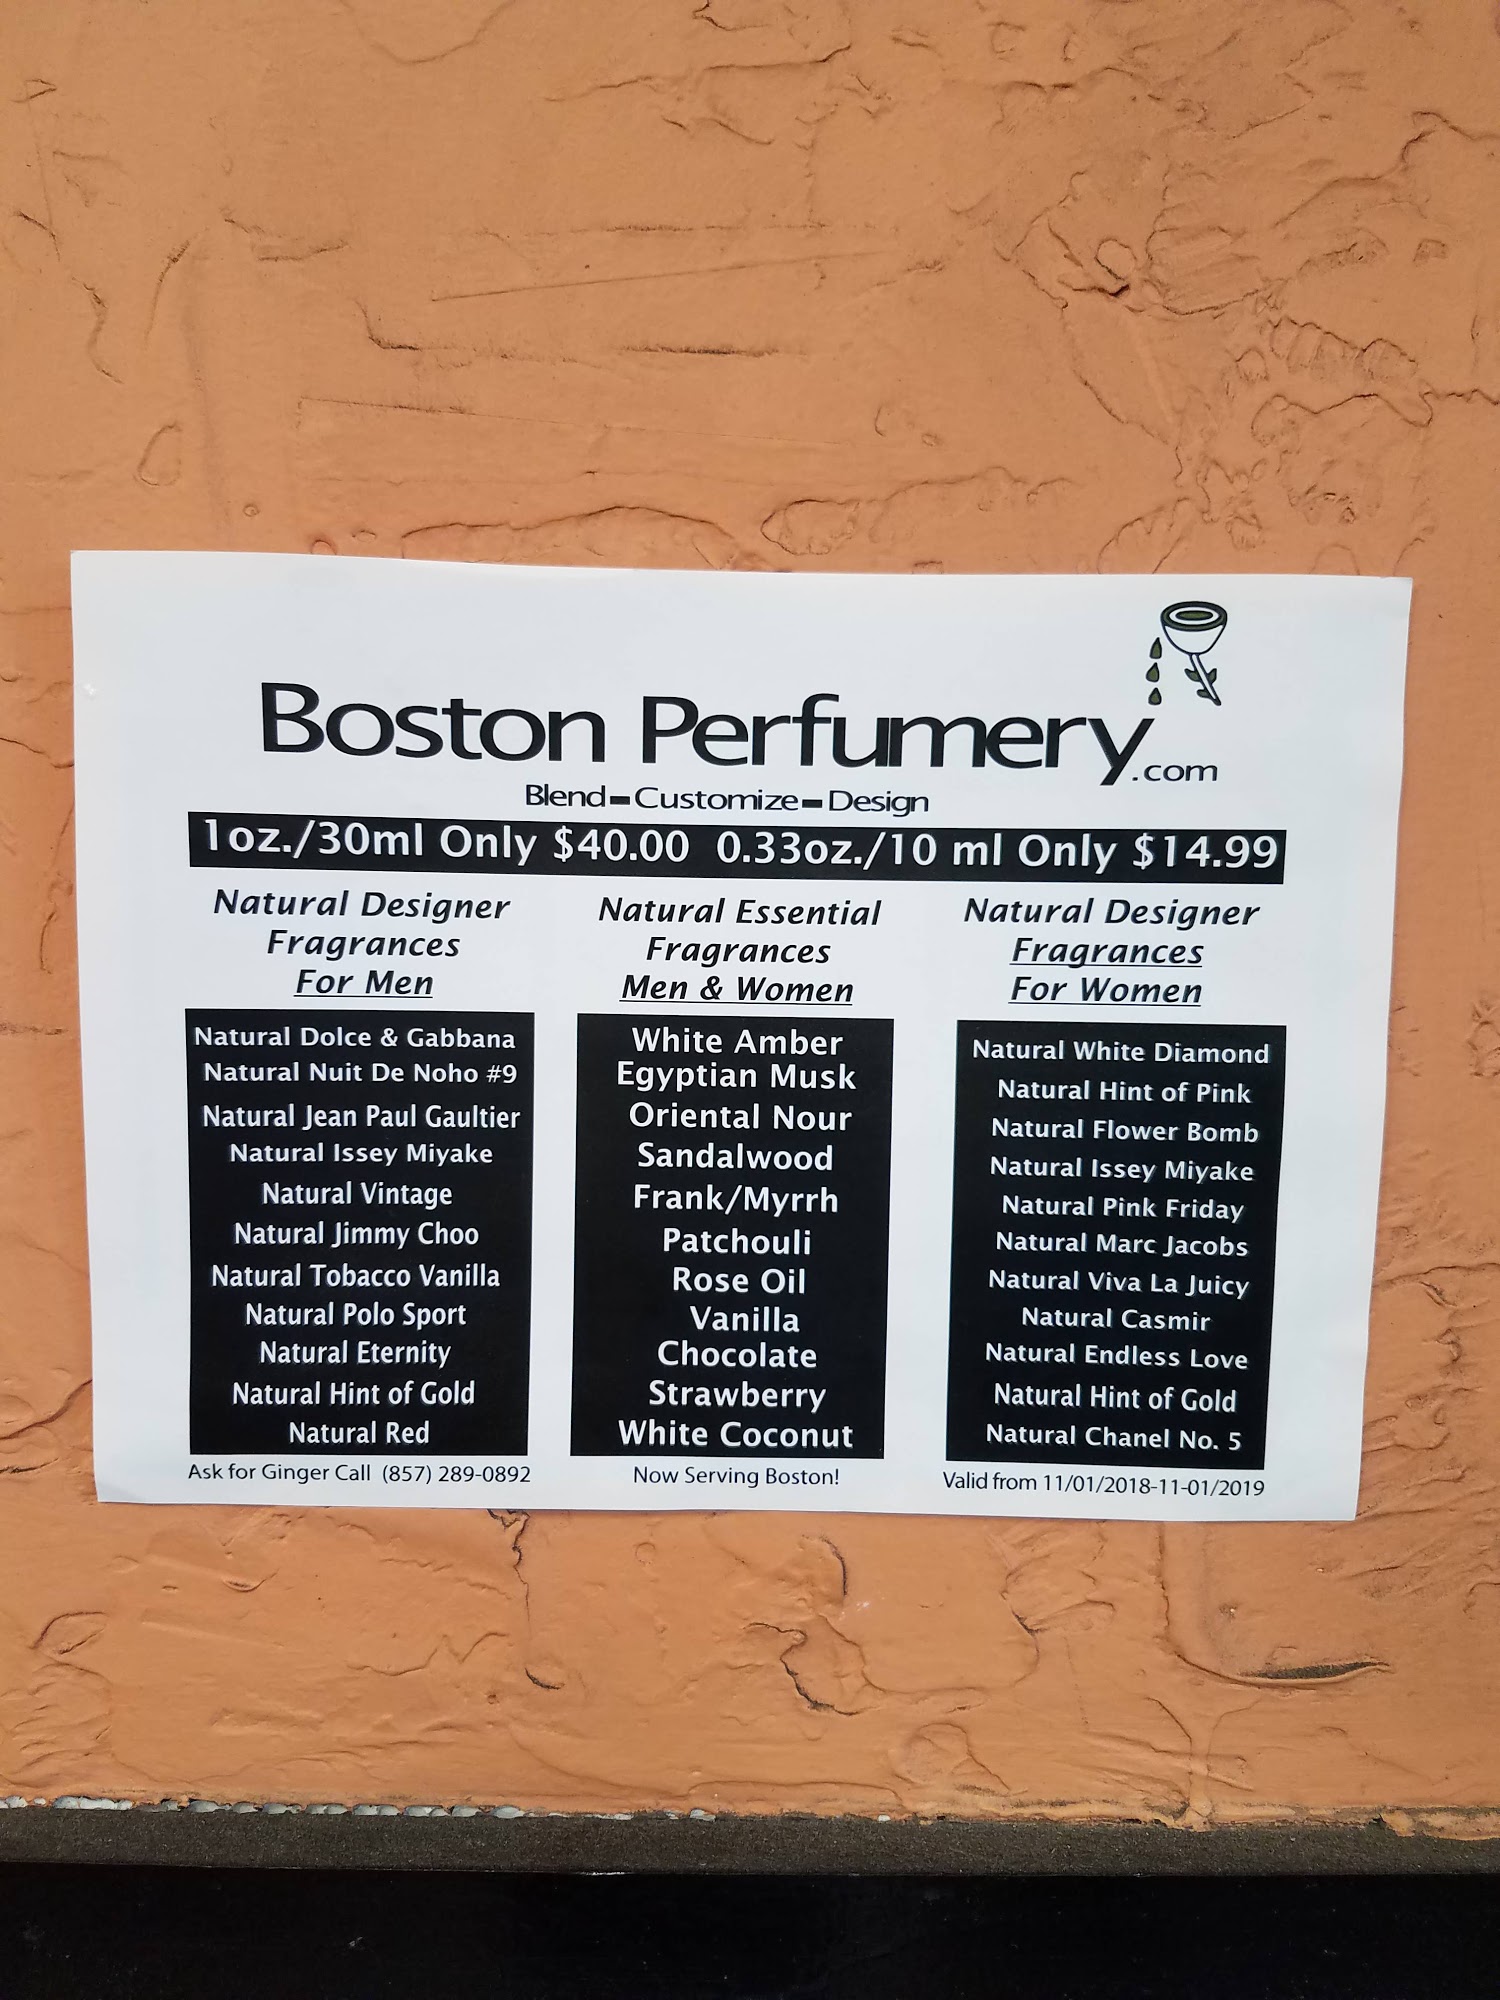 Boston Perfumery.com
Blend-Customize-Design
1oz./30ml Only $40.00 0.33oz./10 ml Only $14.99
Natural Designer
Fragrances
For Men
Natural Dolce & Gabbana
Natural Nuit De Noho #9
Natural Jean Paul Gaultier
Natural Issey Miyake
Natural Vintage
Natural Jimmy Choo
Natural Tobacco Vanilla
Natural Polo Sport
Natural Eternity
Natural Hint of Gold
Natural Red
Ask for Ginger Call (857) 289-0892
Natural Essential
Fragrances
Men & Women
White Amber
Egyptian Musk
Oriental Nour
Sandalwood
Frank/Myrrh
Patchouli
Rose Oil
Vanilla
Chocolate
Strawberry
White Coconut
Now Serving Boston!
Natural Designer
Fragrances
For Women
Natural White Diamond
Natural Hint of Pink
Natural Flower Bomb
Natural Issey Miyake
Natural Pink Friday
Natural Marc Jacobs
Natural Viva La Juicy
Natural Casmir
Natural Endless Love
Natural Hint of Gold
Natural Chanel No. 5
Valid from 11/01/2018-11-01/2019